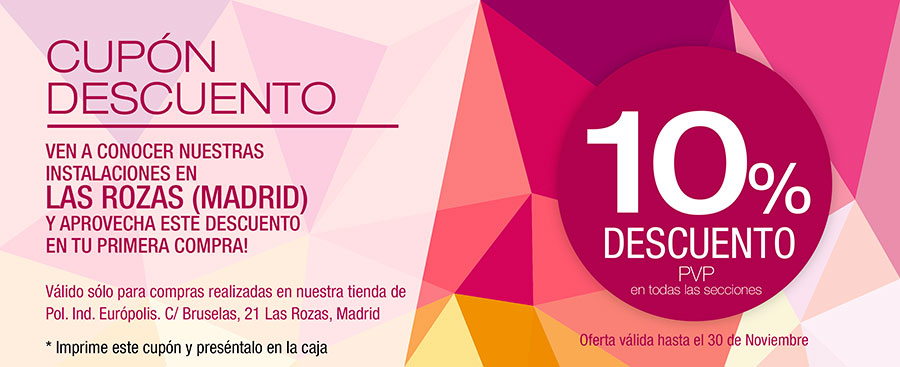 CUPÓN
DESCUENTO
VEN A CONOCER NUESTRAS
INSTALACIONES EN
LAS ROZAS (MADRID)
Y APROVECHA ESTE DESCUENTO
EN TU PRIMERA COMPRA!
Válido sólo para compras realizadas en nuestra tienda de
Pol. Ind. Európolis. C/ Bruselas, 21 Las Rozas, Madrid
* Imprime este cupón y preséntalo en la caja
10%
DESCUENTO
PVP
en todas las secciones
Oferta válida hasta el 30 de Noviembre